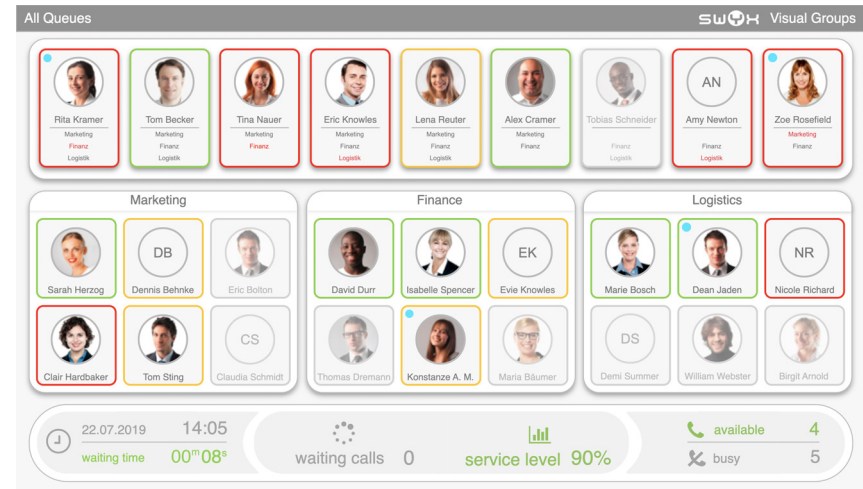 All Queues
swyx Visual Groups
Rita Kramer
Marketing
Finanz
Logistik
Tom Becker
Marketing
Finanz
Logistik
Tina Nauer
Marketing
Finanz
Eric Knowles
Marketing
Finanz
Logistik
Lena Reuter
Marketing
Finanz
Logistik
Alex Cramer
Marketing
Finanz
Tobias Schneider
Finanz
Logistik
AN
Amy Newton
Finanz
Logistik
Zoe Rosefield
Marketing
Finanz
Marketing
Finance
Logistics
Sarah Herzog
DB
Dennis Behnke
Eric Bolton
David Durr
Isabelle Spencer
EK
Evie Knowles
Marie Bosch
Dean Jaden
NR
Nicole Richard
Clair Hardbaker
Tom Sting
CS
Claudia Schmidt
Thomas Dremann
Konstanze A. M.
Maria Bäumer
DS
Demi Summer
William Webster
Birgit Arnold
22.07.2019 14:05
waiting time 00m08s
waiting calls 0
service level 90%
available 4
busy 5